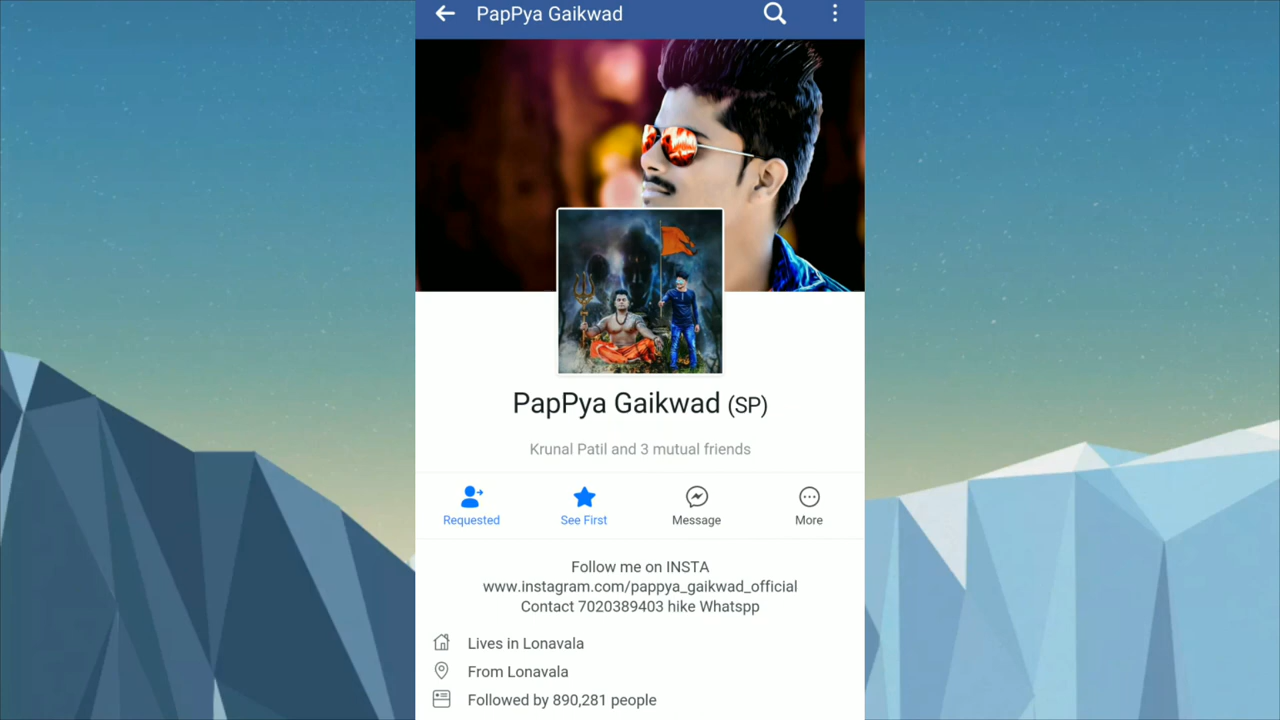 PapPya Gaikwad
PapPya Gaikwad (SP)
Krunal Patil and 3 mutual friends
Requested
See First
Message
More
Follow me on INSTA
www.instagram.com/pappya_gaikwad_official
Contact 7020389403 hike Whatspp
Lives in Lonavala
From Lonavala
Followed by 890,281 people